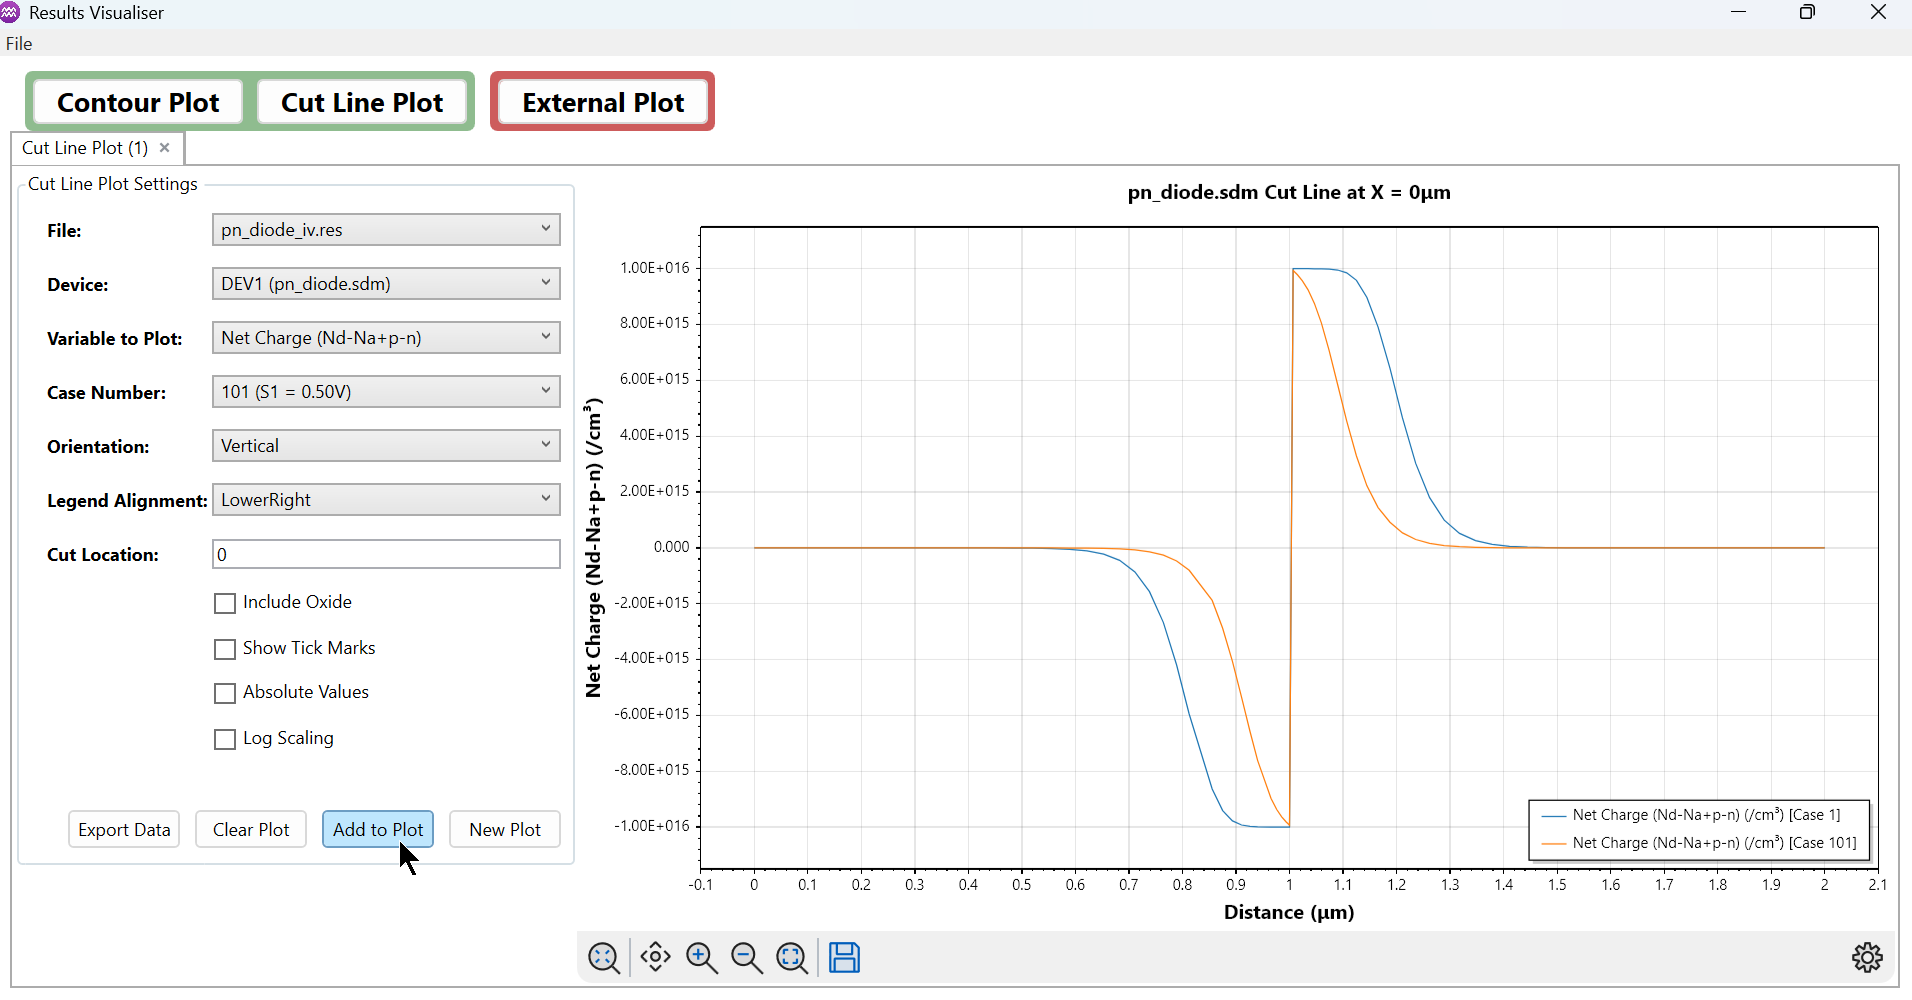 Results Visualiser
File
Contour Plot
Cut Line Plot
External Plot
Cut Line Plot (1) ×
Cut Line Plot Settings
File:
pn_diode_iv.res
Device:
DEV1 (pn_diode.sdm)
Variable to Plot:
Net Charge (Nd-Na+p-n)
Case Number:
101 (S1 = 0.50V)
Orientation:
Vertical
Legend Alignment:
LowerRight
Cut Location:
0
Include Oxide
Show Tick Marks
Absolute Values
Log Scaling
Export Data
Clear Plot
Add to Plot
New Plot
pn_diode.sdm Cut Line at X = 0µm
Net Charge (Nd-Na+p-n) (/cm³)
1.00E+016
8.00E+015
6.00E+015
4.00E+015
2.00E+015
0.000
-2.00E+015
-4.00E+015
-6.00E+015
-8.00E+015
-1.00E+016
Net Charge (Nd-Na+p-n) (/cm³) [Case 1]
Net Charge (Nd-Na+p-n) (/cm³) [Case 101]
-0.1 0 0.1 0.2 0.3 0.4 0.5 0.6 0.7 0.8 0.9 1 1.1 1.2 1.3 1.4 1.5 1.6 1.7 1.8 1.9 2 2.1
Distance (µm)